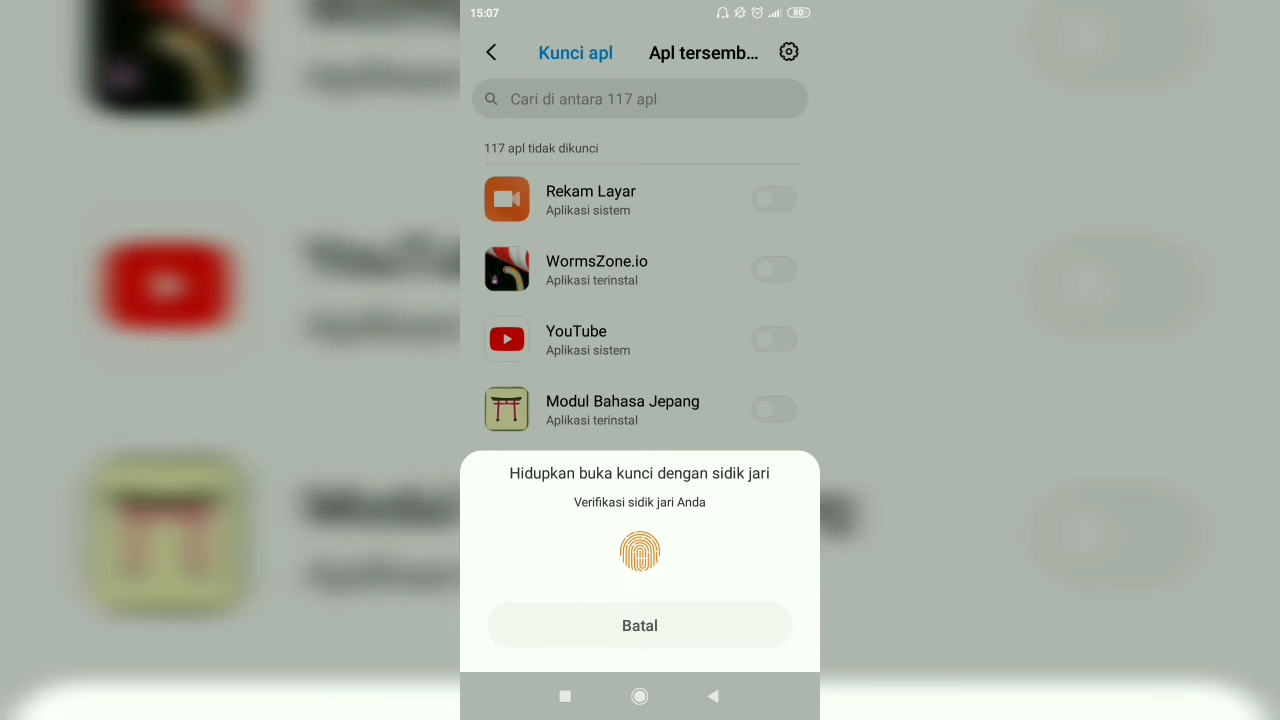 15:07
80
Kunci apl
Apl tersemb...
Cari di antara 117 apl
117 apl tidak dikunci
Rekam Layar
Aplikasi sistem
WormsZone.io
Aplikasi terinstal
YouTube
Aplikasi sistem
Modul Bahasa Jepang
Aplikasi terinstal
Hidupkan buka kunci dengan sidik jari
Verifikasi sidik jari Anda
Batal